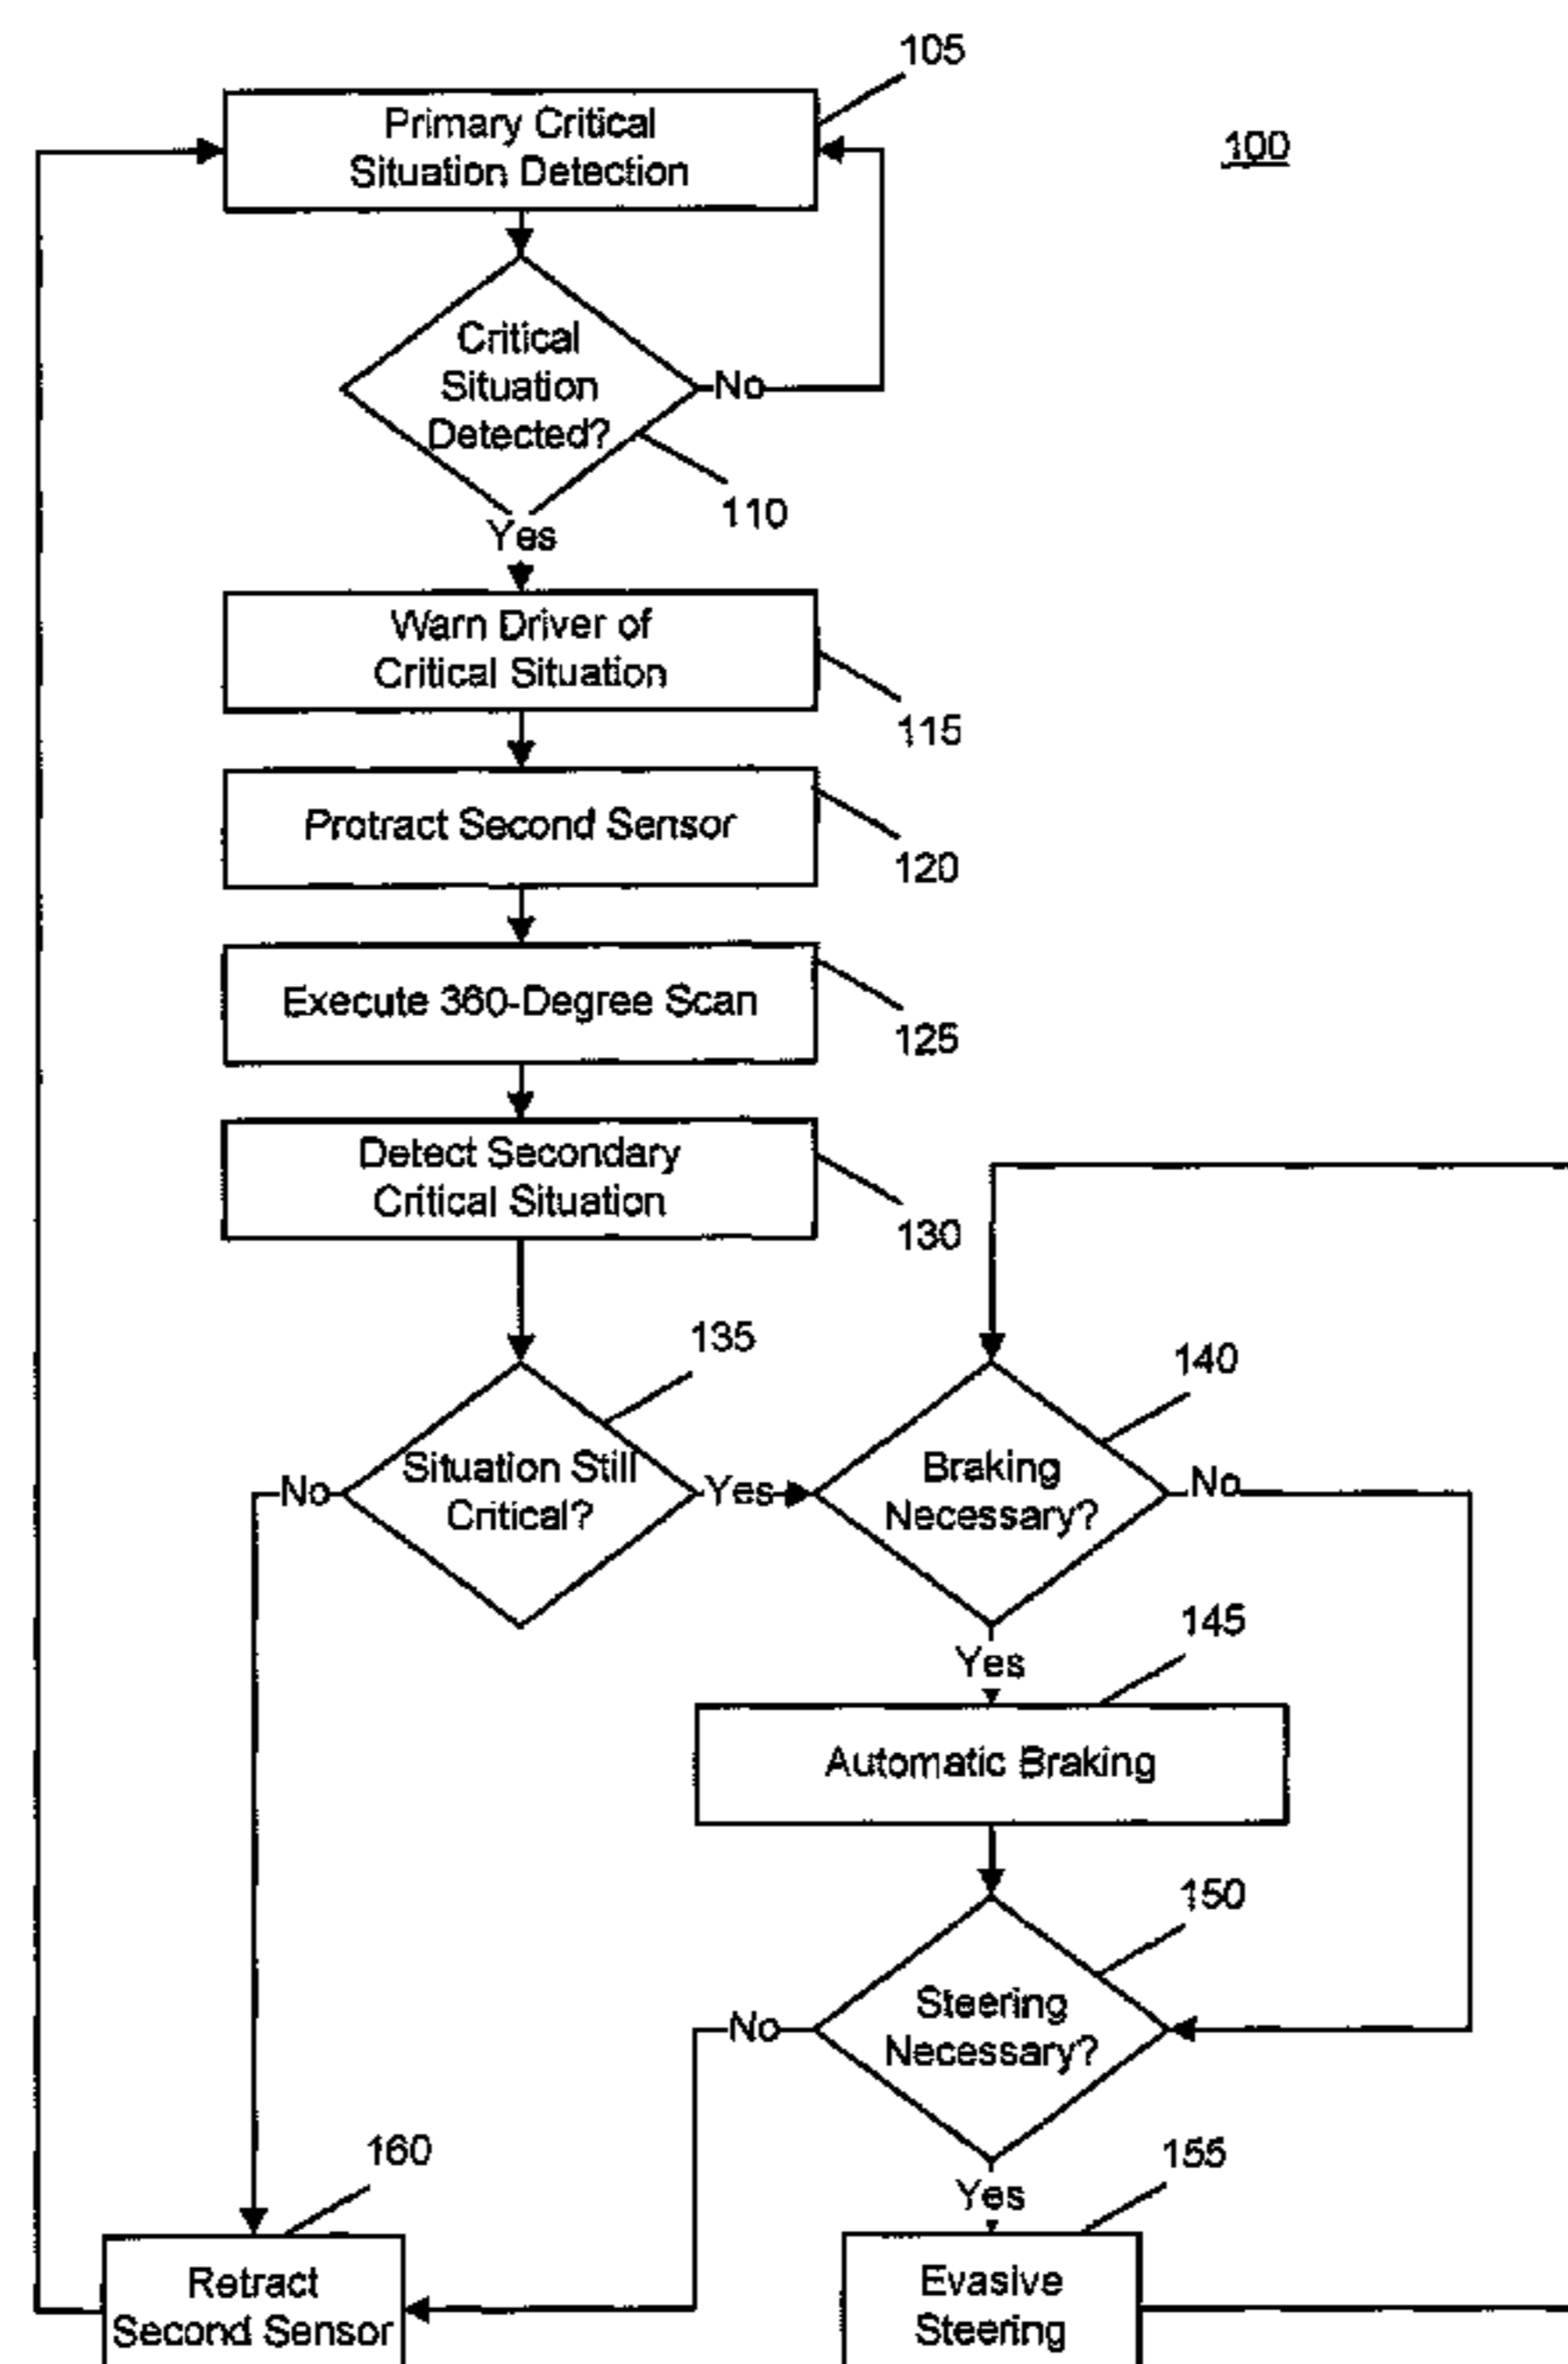 105
Primary Critical
Situation Detection
100
Critical
Situation
Detected?
No
110
Yes
Warn Driver of
Critical Situation
115
Protract Second Sensor
120
Execute 360-Degree Scan
125
Detect Secondary
Critical Situation
130
135
140
No
Situation Still
Critical?
Yes
Braking
Necessary?
No
145
Yes
Automatic Braking
150
Steering
Necessary?
No
160
155
Yes
Retract
Second Sensor
Evasive
Steering